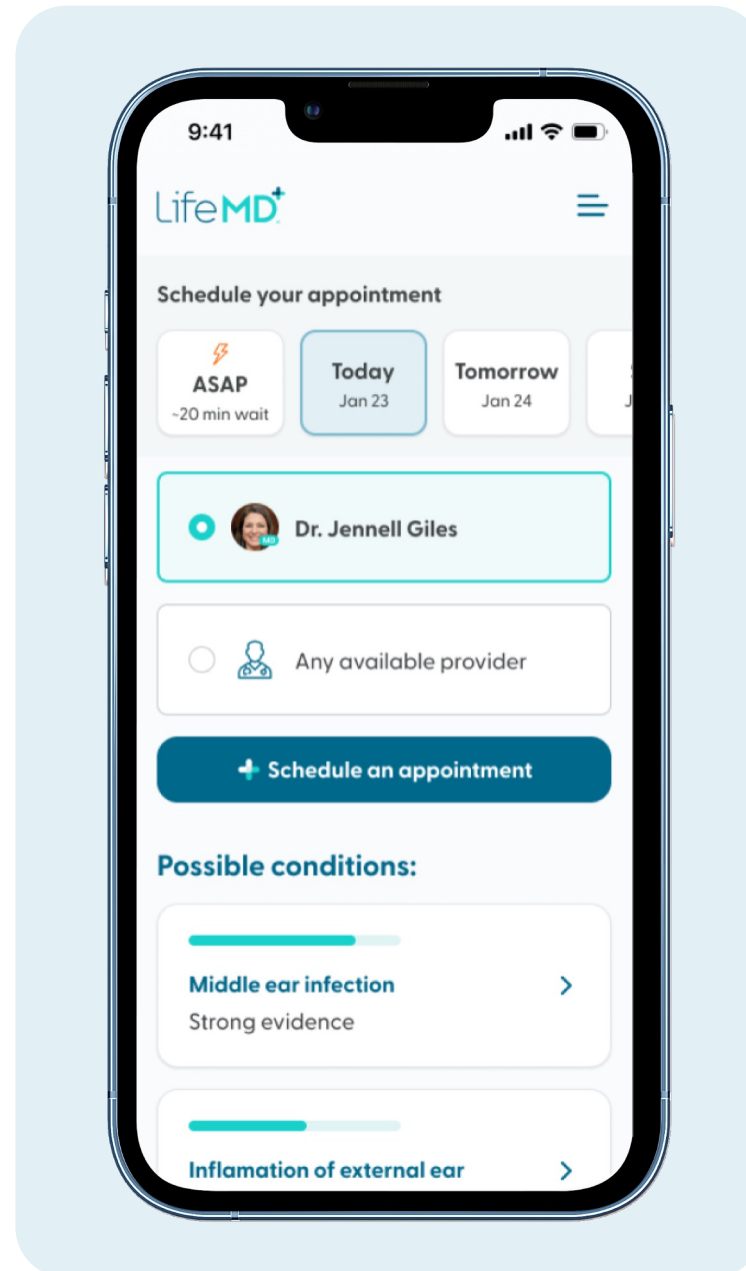 9:41
LifeMD
Schedule your appointment
ASAP
~20 min wait
Today
Jan 23
Tomorrow
Jan 24
MD
Dr. Jennell Giles
Any available provider
Schedule an appointment
Possible conditions:
Middle ear infection
Strong evidence
Inflamation of external ear